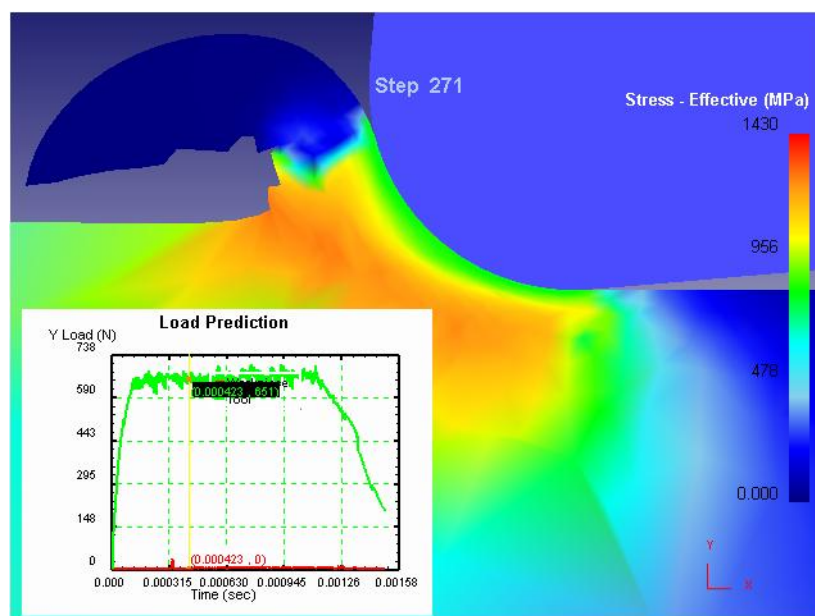 Step 271
Stress - Effective (MPa)
1430
956
478
0.000
Load Prediction
Y Load (N)
738
590
443
295
148
0
(0.000423 , 651)
Tool
(0.000423 , 0)
0.000 0.000315 0.000630 0.000945 0.00126 0.00158
Time (sec)
Y
X